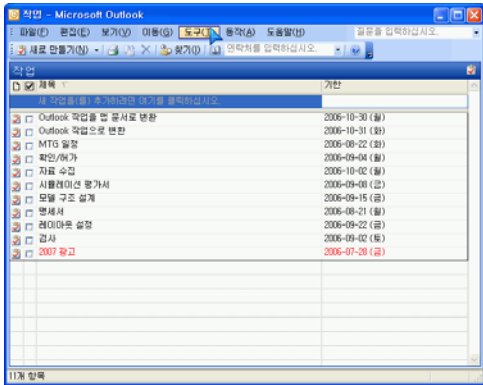 작업 - Microsoft Outlook
파일(F) 편집(E) 보기(V) 이동(G) 도구(T) 동작(A) 도움말(H) 질문을 입력하십시오.
새로 만들기(N) 찾기(I) 연락처를 입력하십시오.
작업
제목 기한
새 작업을(를) 추가하려면 여기를 클릭하십시오.
Outlook 작업을 맵 문서로 변환 2006-10-30 (월)
Outlook 작업으로 변환 2006-10-31 (화)
MTG 일정 2006-08-22 (화)
확인/허가 2006-09-04 (월)
자료 수집 2006-10-02 (월)
시뮬레이션 평가서 2006-09-08 (금)
모델 구조 설계 2006-09-15 (금)
명세서 2006-08-21 (월)
레이아웃 설정 2006-09-22 (금)
검사 2006-09-02 (토)
2007 광고 2006-07-28 (금)
11개 항목